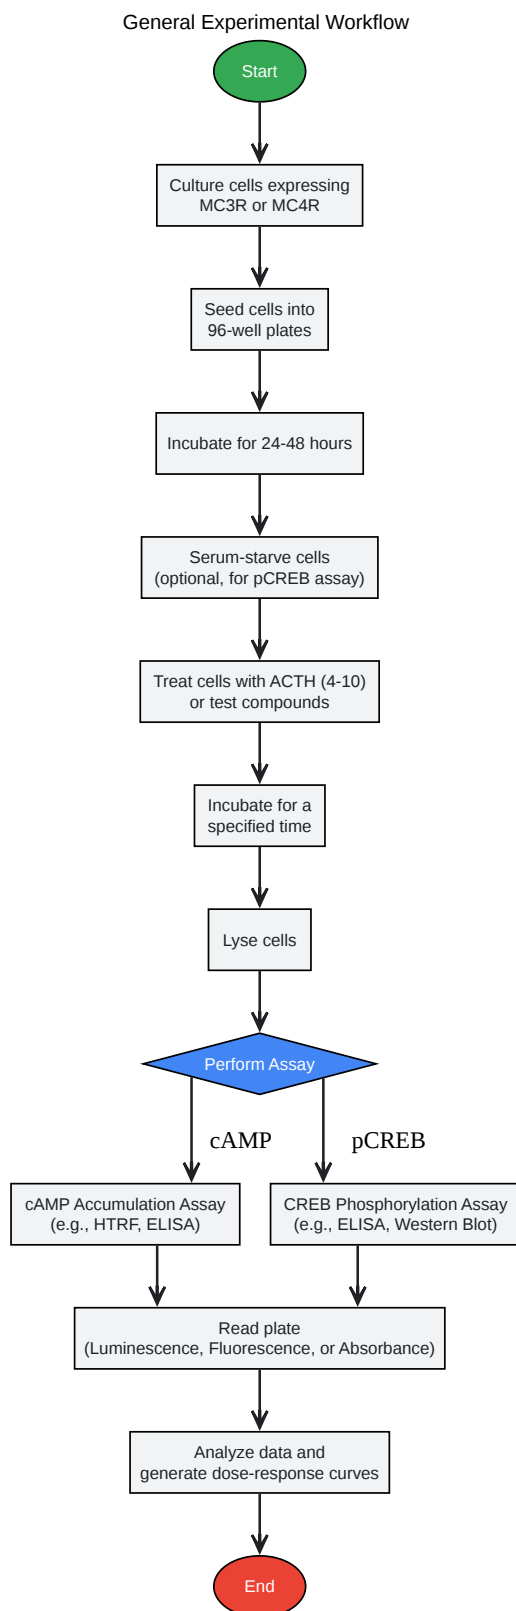 General Experimental Workflow
Start
Culture cells expressing
MC3R or MC4R
Seed cells into
96-well plates
Incubate for 24-48 hours
Serum-starve cells
(optional, for pCREB assay)
Treat cells with ACTH (4-10)
or test compounds
Incubate for a
specified time
Lyse cells
Perform Assay
cAMP
pCREB
cAMP Accumulation Assay
(e.g., HTRF, ELISA)
CREB Phosphorylation Assay
(e.g., ELISA, Western Blot)
Read plate
(Luminescence, Fluorescence, or Absorbance)
Analyze data and
generate dose-response curves
End